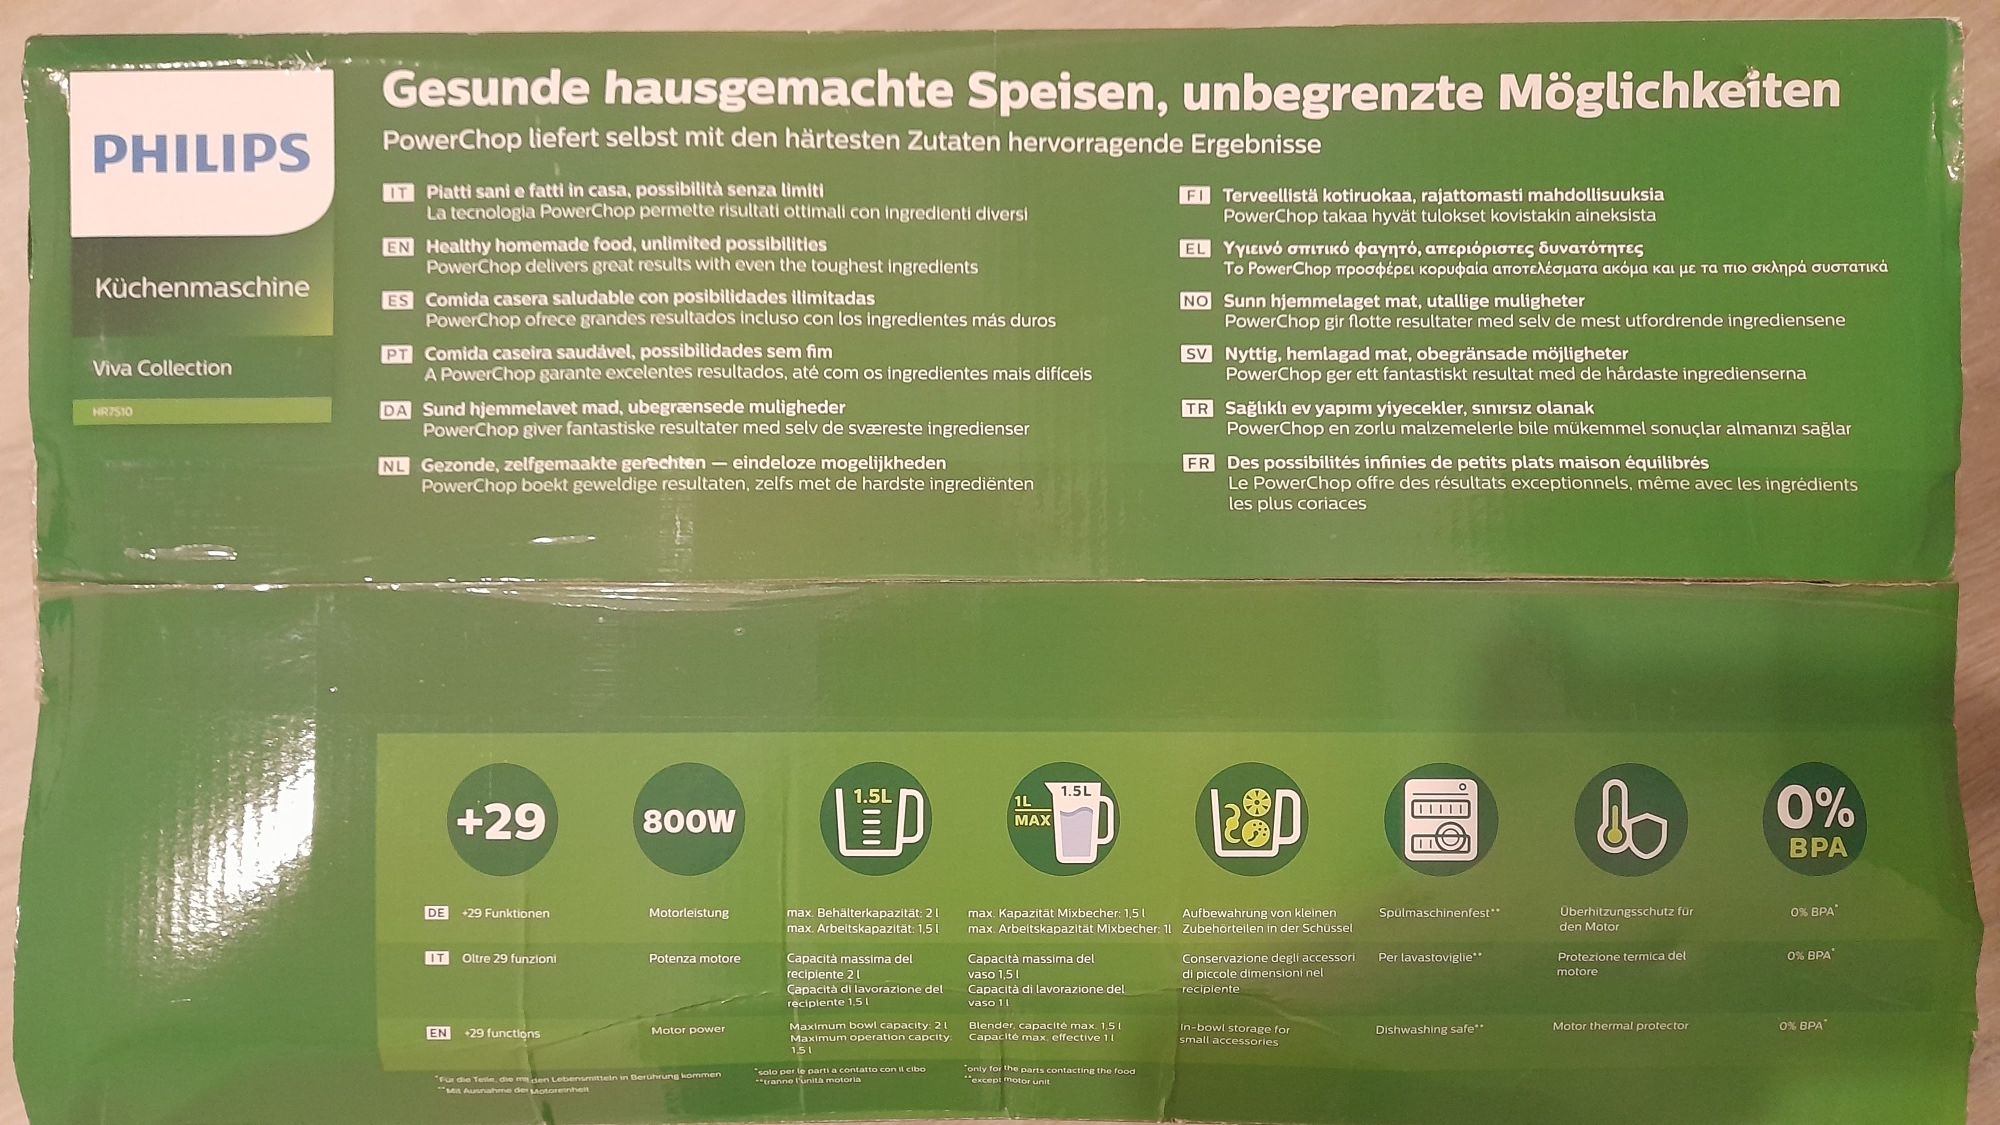 PHILIPS
Küchenmaschine
Viva Collection
HR7510
Gesunde hausgemachte Speisen, unbegrenzte Möglichkeiten
PowerChop liefert selbst mit den härtesten Zutaten hervorragende Ergebnisse
IT Piatti sani e fatti in casa, possibilità senza limiti
La tecnologia PowerChop permette risultati ottimali con ingredienti diversi
EN Healthy homemade food, unlimited possibilities
PowerChop delivers great results with even the toughest ingredients
ES Comida casera saludable con posibilidades ilimitadas
PowerChop ofrece grandes resultados incluso con los ingredientes más duros
PT Comida caseira saudável, possibilidades sem fim
A PowerChop garante excelentes resultados, até com os ingredientes mais difíceis
DA Sund hjemmelavet mad, ubegrænsede muligheder
PowerChop giver fantastiske resultater med selv de sværeste ingredienser
NL Gezonde, zelfgemaakte gerechten — eindeloze mogelijkheden
PowerChop boekt geweldige resultaten, zelfs met de hardste ingrediënten
FI Terveellistä kotiruokaa, rajattomasti mahdollisuuksia
PowerChop takaa hyvät tulokset kovistakin aineksista
EL Υγιεινό σπιτικό φαγητό, απεριόριστες δυνατότητες
Το PowerChop προσφέρει κορυφαία αποτελέσματα ακόμα και με τα πιο σκληρά συστατικά
NO Sunn hjemmelaget mat, utallige muligheter
PowerChop gir flotte resultater med selv de mest utfordrende ingrediensene
SV Nyttig, hemlagad mat, obegränsade möjligheter
PowerChop ger ett fantastiskt resultat med de hårdaste ingredienserna
TR Sağlıklı ev yapımı yiyecekler, sınırsız olanak
PowerChop en zorlu malzemelerle bile mükemmel sonuçlar almanızı sağlar
FR Des possibilités infinies de petits plats maison équilibrés
Le PowerChop offre des résultats exceptionnels, même avec les ingrédients
les plus coriaces
+29
800W
1.5L
1L
MAX
1.5L
0%
BPA
DE +29 Funktionen
Motorleistung
max. Behälterkapazität: 2 l
max. Arbeitskapazität: 1,5 l
max. Kapazität Mixbecher: 1,5 l
max. Arbeitskapazität Mixbecher: 1l
Aufbewahrung von kleinen
Zubehörteilen in der Schüssel
Spülmaschinenfest**
Überhitzungsschutz für
den Motor
0% BPA*
IT Oltre 29 funzioni
Potenza motore
Capacità massima del
recipiente 2 l
Capacità di lavorazione del
recipiente 1,5 l
Capacità massima del
vaso 1,5 l
Capacità di lavorazione del
vaso 1 l
Conservazione degli accessori
di piccole dimensioni nel
recipiente
Per lavastoviglie**
Protezione termica del
motore
0% BPA*
EN +29 functions
Motor power
Maximum bowl capacity: 2 l
Maximum operation capcity:
1,5 l
Blender, capacité max. 1,5 l
Capacité max. effective 1 l
In-bowl storage for
small accessories
Dishwashing safe**
Motor thermal protector
0% BPA*
*Für die Teile, die mit den Lebensmitteln in Berührung kommen
**Mit Ausnahme der Motoreinheit
*solo per le parti a contatto con il cibo
**tranne l'unità motoria
*only for the parts contacting the food
**except motor unit